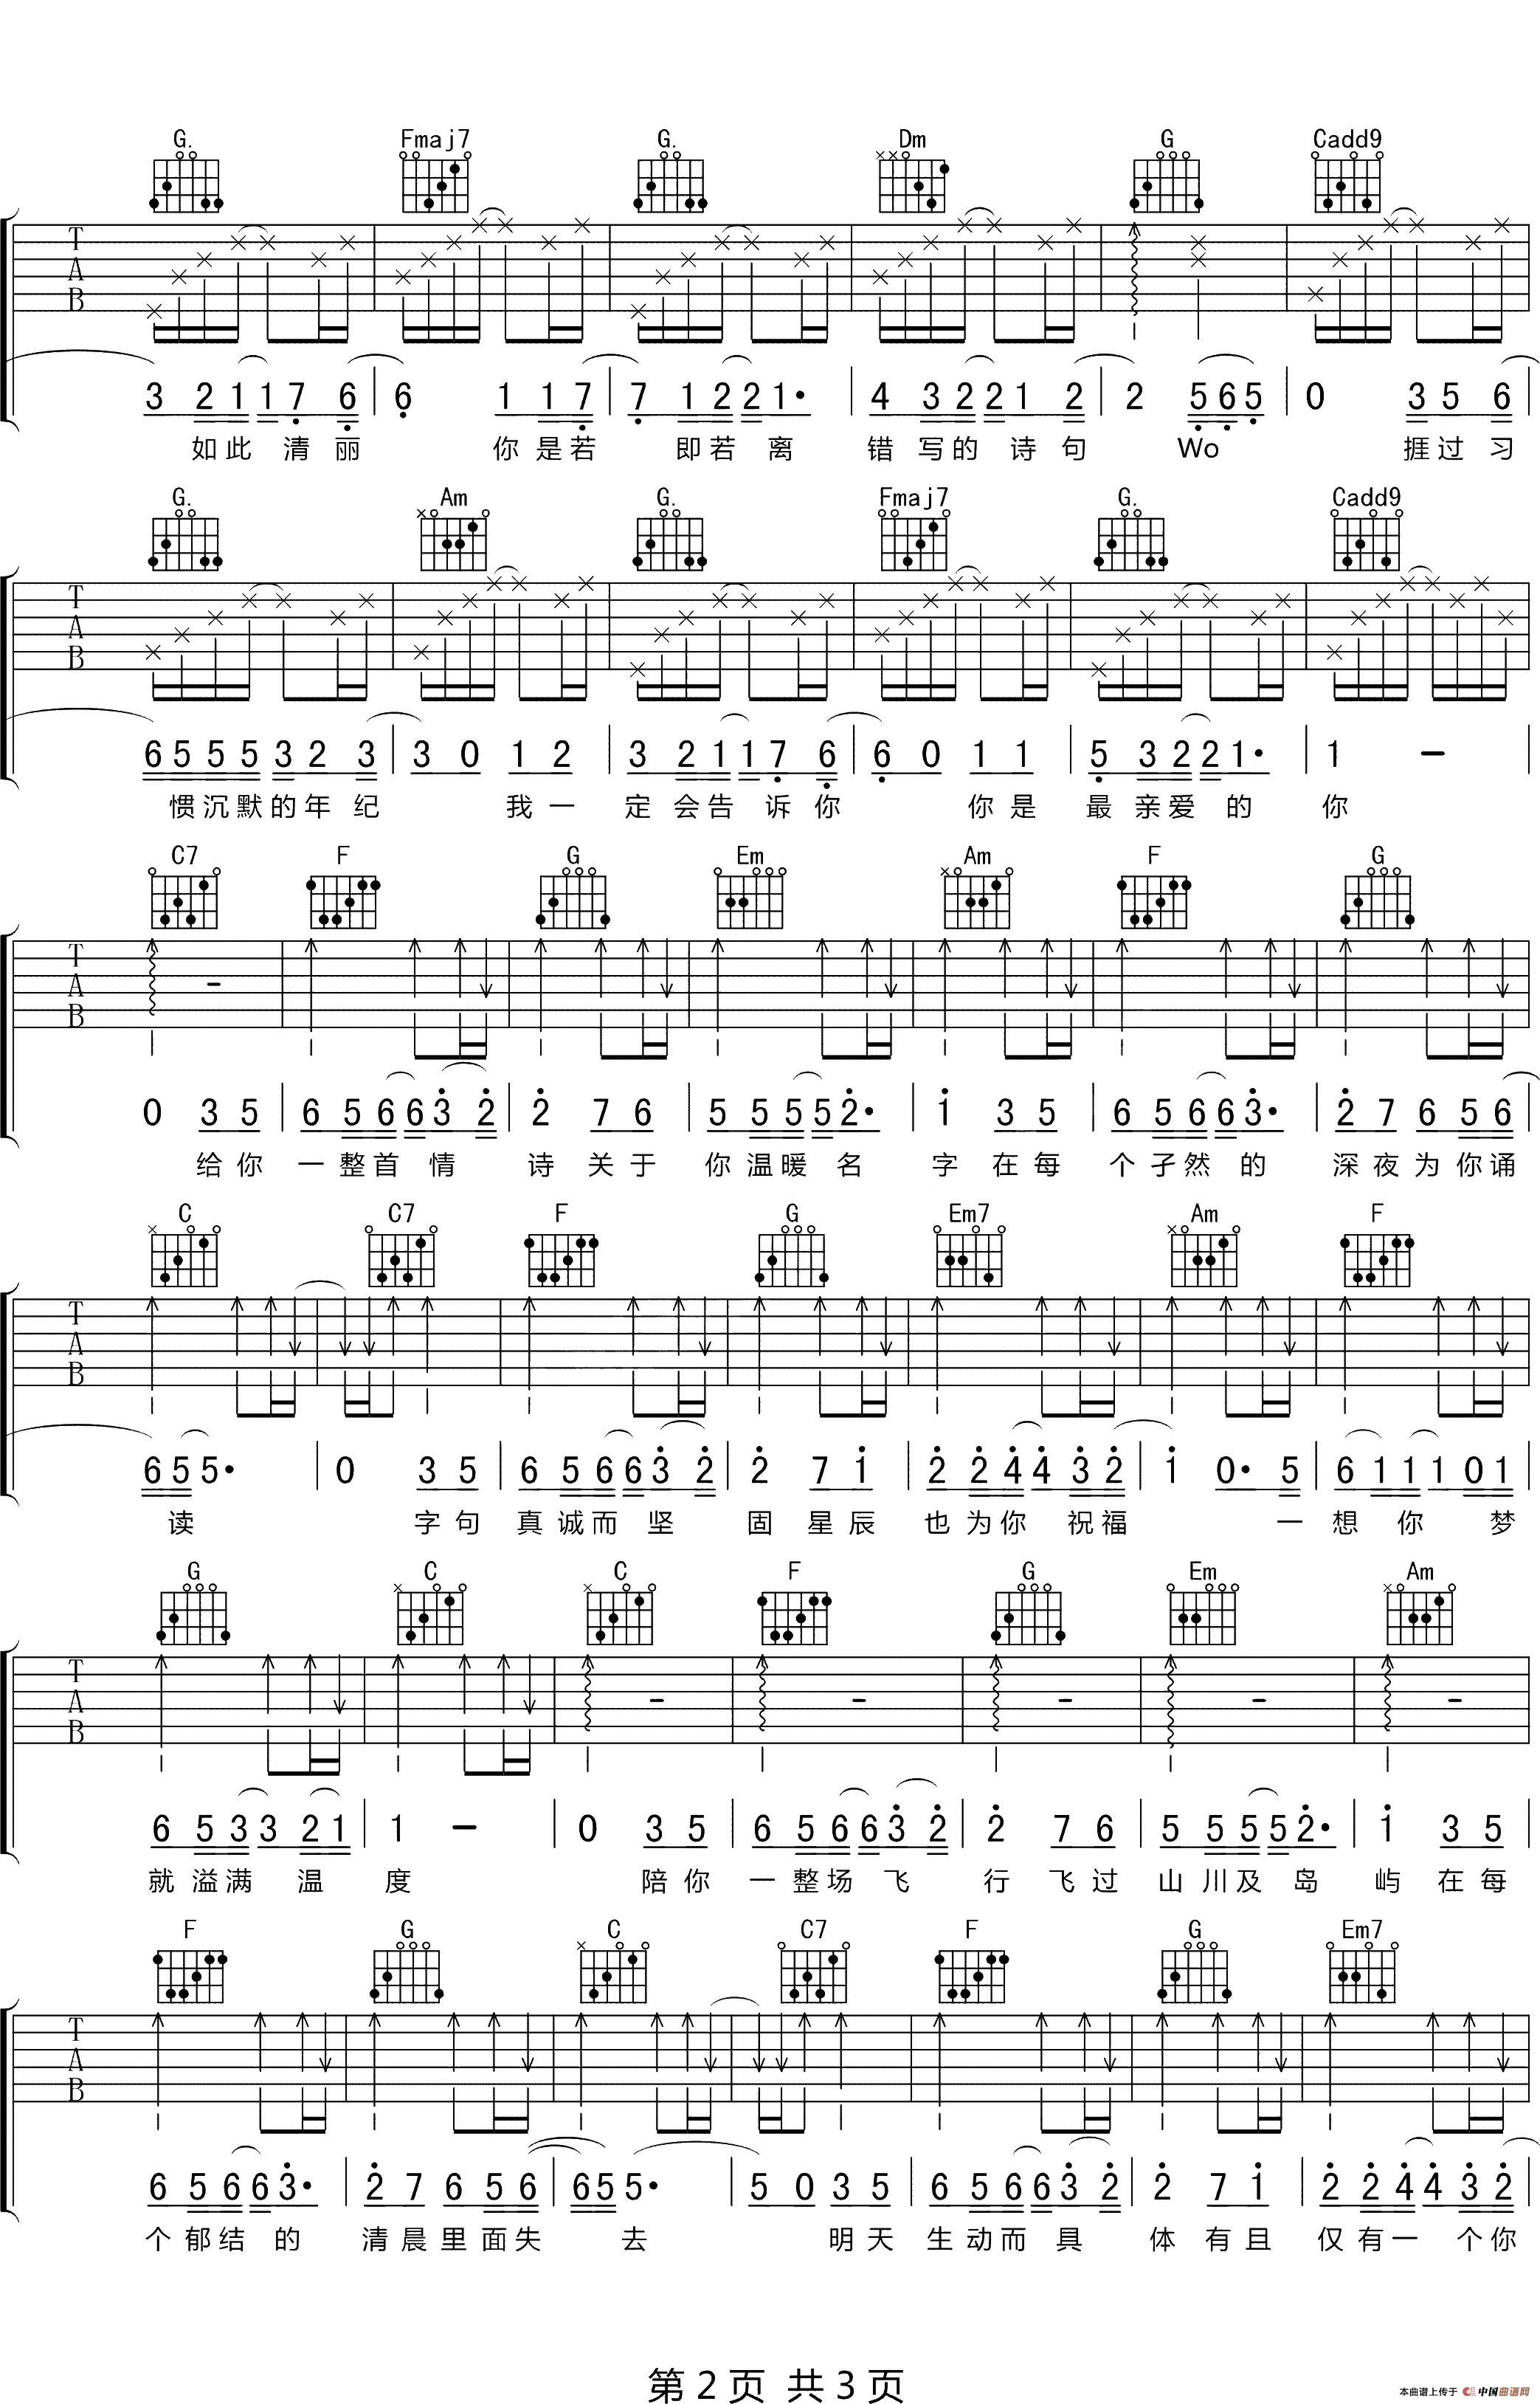 G. Fmaj7 G. Dm G Cadd9
T A B
3 2 1 1 7 6 | 6 1 1 7 | 7 1 2 2 1· | 4 3 2 2 1 2 | 2 5 6 5 | 0 3 5 6
如此 清 丽 你 是若 即若 离 错 写的 诗 句 Wo 捱过 习
G. Am G. Fmaj7 G. Cadd9
T A B
6 5 5 5 3 2 3 | 3 0 1 2 | 3 2 1 1 7 6 | 6 0 1 1 | 5 3 2 2 1· | 1 –
惯沉默的年 纪 我一 定 会告 诉你 你是 最 亲爱 的 你
C7 F G Em Am F G
T A B
0 3 5 | 6 5 6 6 3 2 | 2 7 6 | 5 5 5 5 2· | 1 3 5 | 6 5 6 6 3· | 2 7 6 5 6
给你 一整首 情 诗 关于 你温暖 名 字 在每 个孑然 的 深夜为你诵
C C7 F G Em7 Am F
T A B
6 5 5· | 0 3 5 | 6 5 6 6 3 2 | 2 7 1 | 2 2 4 4 3 2 | 1 0· 5 | 6 1 1 1 0 1
读 字句 真诚而 坚 固 星辰 也为你 祝福 一 想 你 梦
G C C F G Em Am
T A B
6 5 3 3 2 1 | 1 – | 0 3 5 | 6 5 6 6 3 2 | 2 7 6 | 5 5 5 5 2· | 1 3 5
就溢满 温 度 陪你 一整场 飞 行 飞过 山川及 岛 屿 在每
F G C C7 F G Em7
T A B
6 5 6 6 3· | 2 7 6 5 6 | 6 5 5· | 5 0 3 5 | 6 5 6 6 3 2 | 2 7 1 | 2 2 4 4 3 2
个郁结 的 清晨里面失 去 明天 生动而 具 体 有且 仅有一 个你
第 2 页 共 3 页
本曲谱上传于 中国曲谱网